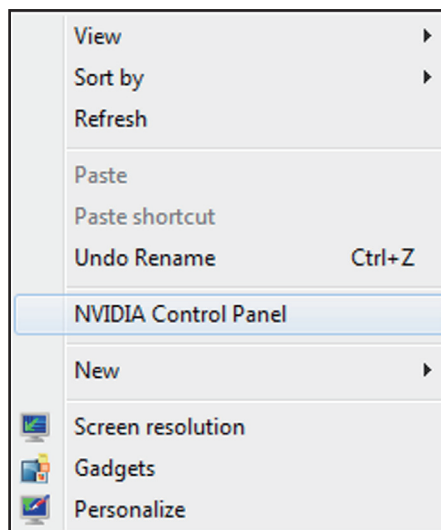 View
Sort by
Refresh
Paste
Paste shortcut
Undo Rename Ctrl+Z
NVIDIA Control Panel
New
Screen resolution
Gadgets
Personalize